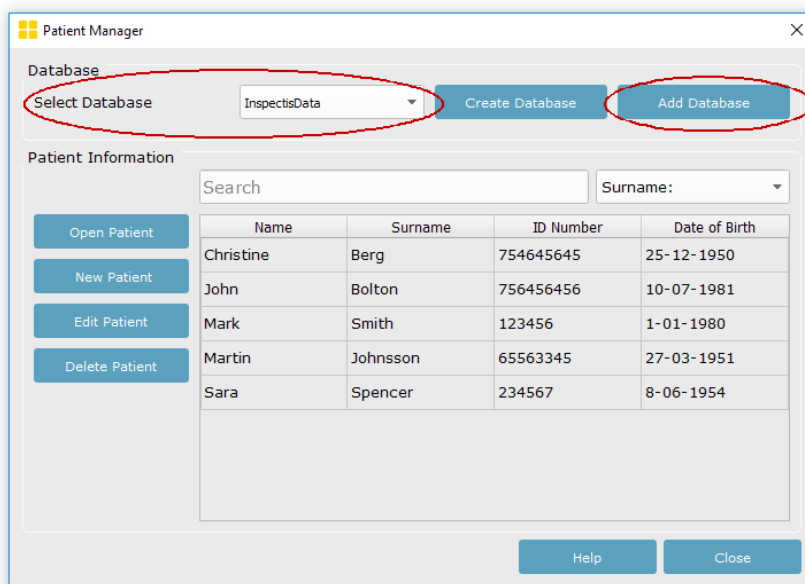 Patient Manager
Database
Select Database InspectisData Create Database Add Database
Patient Information
Search Surname:
Open Patient
New Patient
Edit Patient
Delete Patient
Name Surname ID Number Date of Birth
Christine Berg 754645645 25-12-1950
John Bolton 756456456 10-07-1981
Mark Smith 123456 1-01-1980
Martin Johnsson 65563345 27-03-1951
Sara Spencer 234567 8-06-1954
Help Close